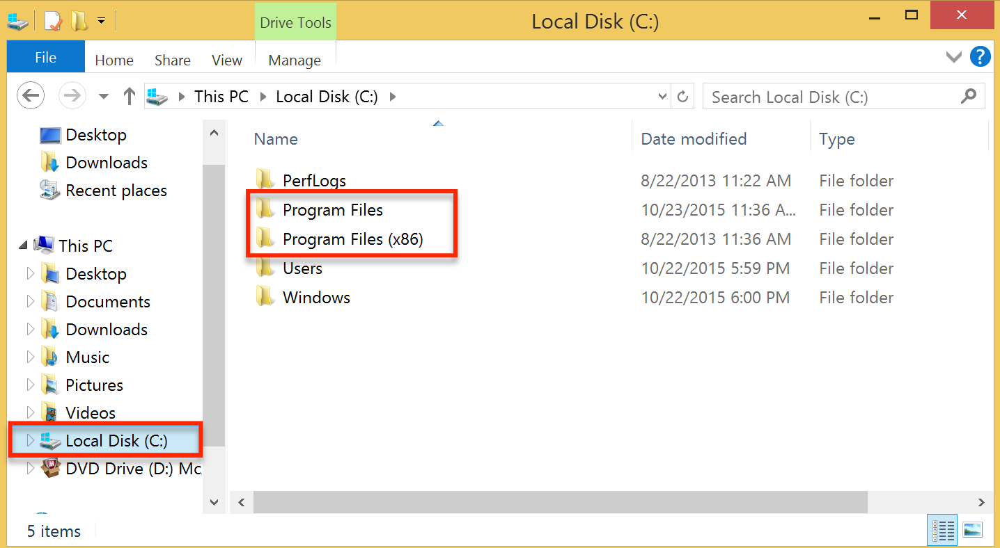 Drive Tools
Local Disk (C:)
File Home Share View Manage
This PC Local Disk (C:)
Search Local Disk (C:)
Desktop
Downloads
Recent places
This PC
Desktop
Documents
Downloads
Music
Pictures
Videos
Local Disk (C:)
DVD Drive (D:) Mc
Name Date modified Type
PerfLogs 8/22/2013 11:22 AM File folder
Program Files 10/23/2015 11:36 A... File folder
Program Files (x86) 8/22/2013 11:36 AM File folder
Users 10/22/2015 5:59 PM File folder
Windows 10/22/2015 6:00 PM File folder
5 items